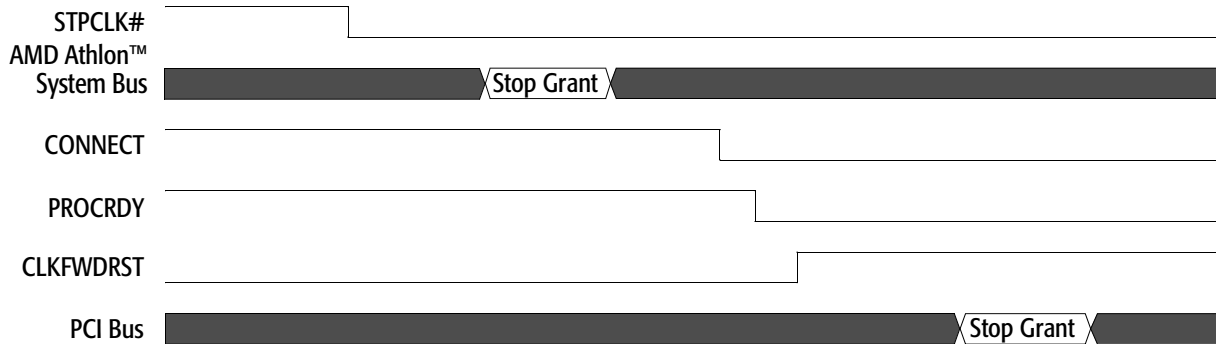 STPCLK#
AMD Athlon™
System Bus
Stop Grant
CONNECT
PROCRDY
CLKFWDRST
PCI Bus
Stop Grant